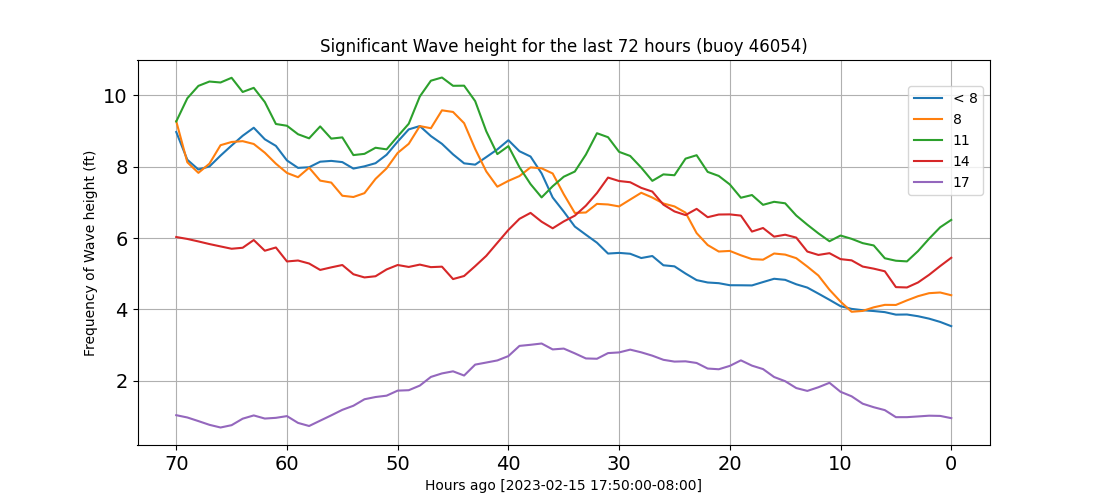 Significant Wave height for the last 72 hours (buoy 46054)
Frequency of Wave height (ft)
10
8
6
4
2
< 8
8
11
14
17
70 60 50 40 30 20 10 0
Hours ago [2023-02-15 17:50:00-08:00]